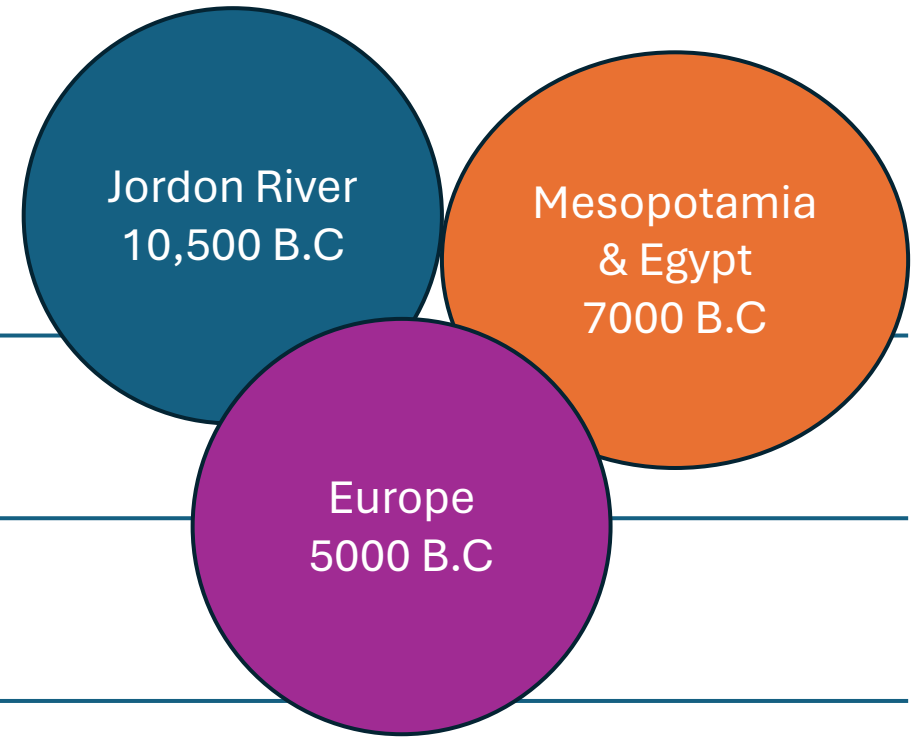 Jordon River
10,500 B.C
Mesopotamia
& Egypt
7000 B.C
Europe
5000 B.C